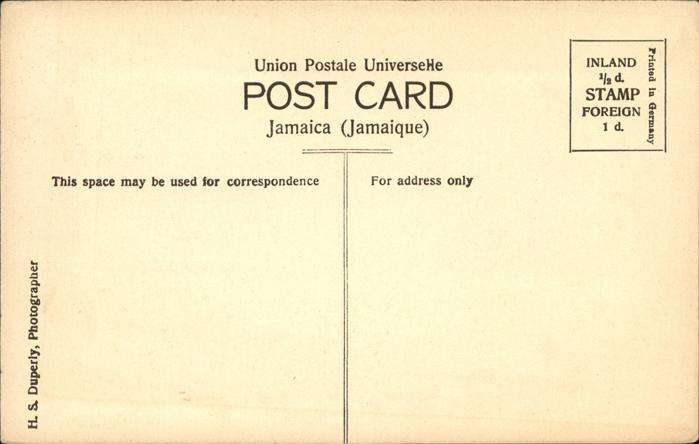 Union Postale Universelle
POST CARD
Jamaica (Jamaique)
INLAND
1/2 d.
STAMP
FOREIGN
1 d.
Printed in Germany
This space may be used for correspondence
For address only
H. S. Duperly, Photographer